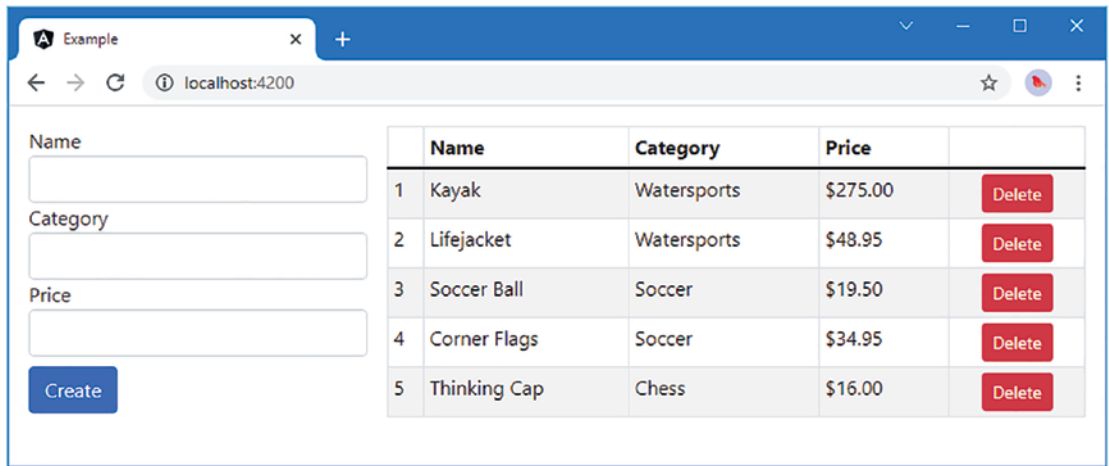 Example
localhost:4200
Name
Category
Price
Create
Name Category Price
1 Kayak Watersports $275.00 Delete
2 Lifejacket Watersports $48.95 Delete
3 Soccer Ball Soccer $19.50 Delete
4 Corner Flags Soccer $34.95 Delete
5 Thinking Cap Chess $16.00 Delete